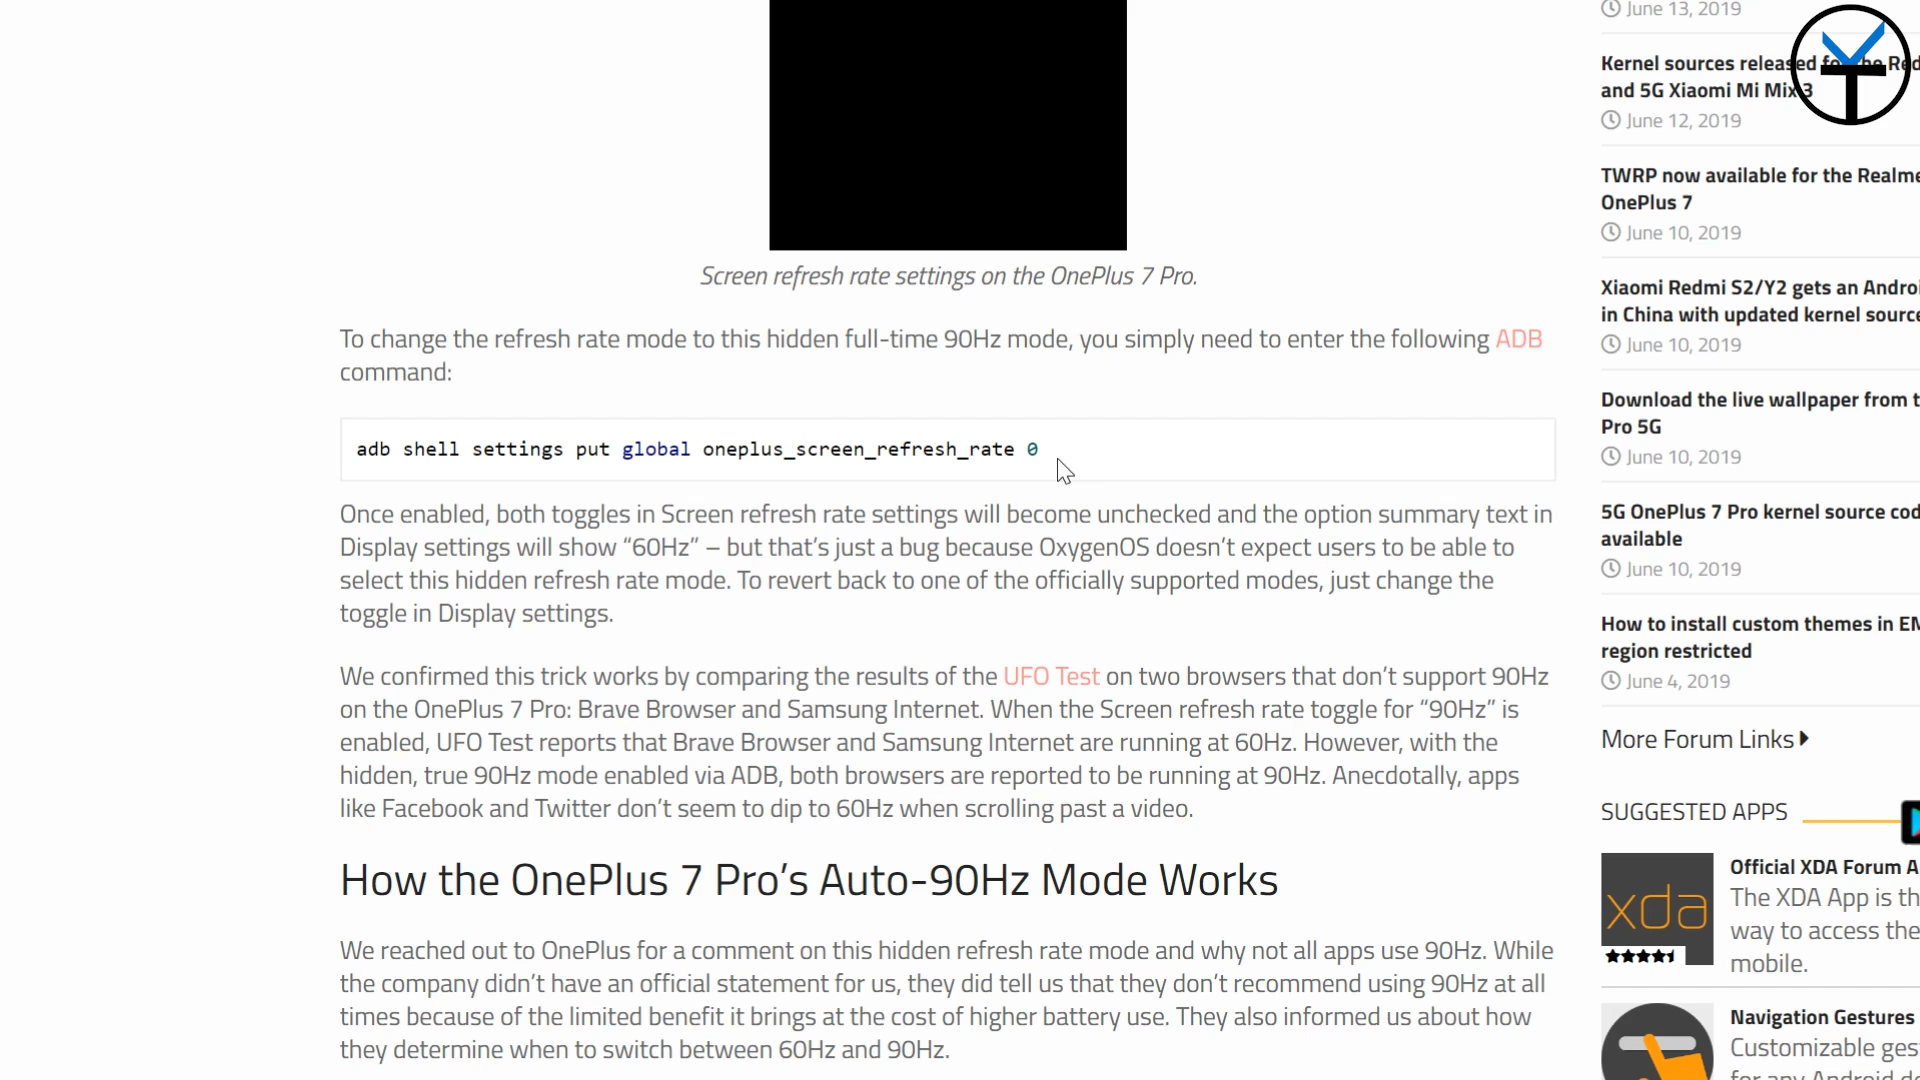 June 13, 2019
Kernel sources released for the Red
and 5G Xiaomi Mi Mix 3
June 12, 2019
TWRP now available for the Realme
OnePlus 7
June 10, 2019
Xiaomi Redmi S2/Y2 gets an Androi
in China with updated kernel source
June 10, 2019
Download the live wallpaper from t
Pro 5G
June 10, 2019
5G OnePlus 7 Pro kernel source cod
available
June 10, 2019
How to install custom themes in EM
region restricted
June 4, 2019
More Forum Links
SUGGESTED APPS
xda
Official XDA Forum A
The XDA App is th
way to access the
mobile.
Navigation Gestures
Customizable gest
for any Android de
Screen refresh rate settings on the OnePlus 7 Pro.
To change the refresh rate mode to this hidden full-time 90Hz mode, you simply need to enter the following ADB
command:
adb shell settings put global oneplus_screen_refresh_rate 0
Once enabled, both toggles in Screen refresh rate settings will become unchecked and the option summary text in
Display settings will show “60Hz” – but that’s just a bug because OxygenOS doesn’t expect users to be able to
select this hidden refresh rate mode. To revert back to one of the officially supported modes, just change the
toggle in Display settings.
We confirmed this trick works by comparing the results of the UFO Test on two browsers that don’t support 90Hz
on the OnePlus 7 Pro: Brave Browser and Samsung Internet. When the Screen refresh rate toggle for “90Hz” is
enabled, UFO Test reports that Brave Browser and Samsung Internet are running at 60Hz. However, with the
hidden, true 90Hz mode enabled via ADB, both browsers are reported to be running at 90Hz. Anecdotally, apps
like Facebook and Twitter don’t seem to dip to 60Hz when scrolling past a video.
How the OnePlus 7 Pro’s Auto-90Hz Mode Works
We reached out to OnePlus for a comment on this hidden refresh rate mode and why not all apps use 90Hz. While
the company didn’t have an official statement for us, they did tell us that they don’t recommend using 90Hz at all
times because of the limited benefit it brings at the cost of higher battery use. They also informed us about how
they determine when to switch between 60Hz and 90Hz.